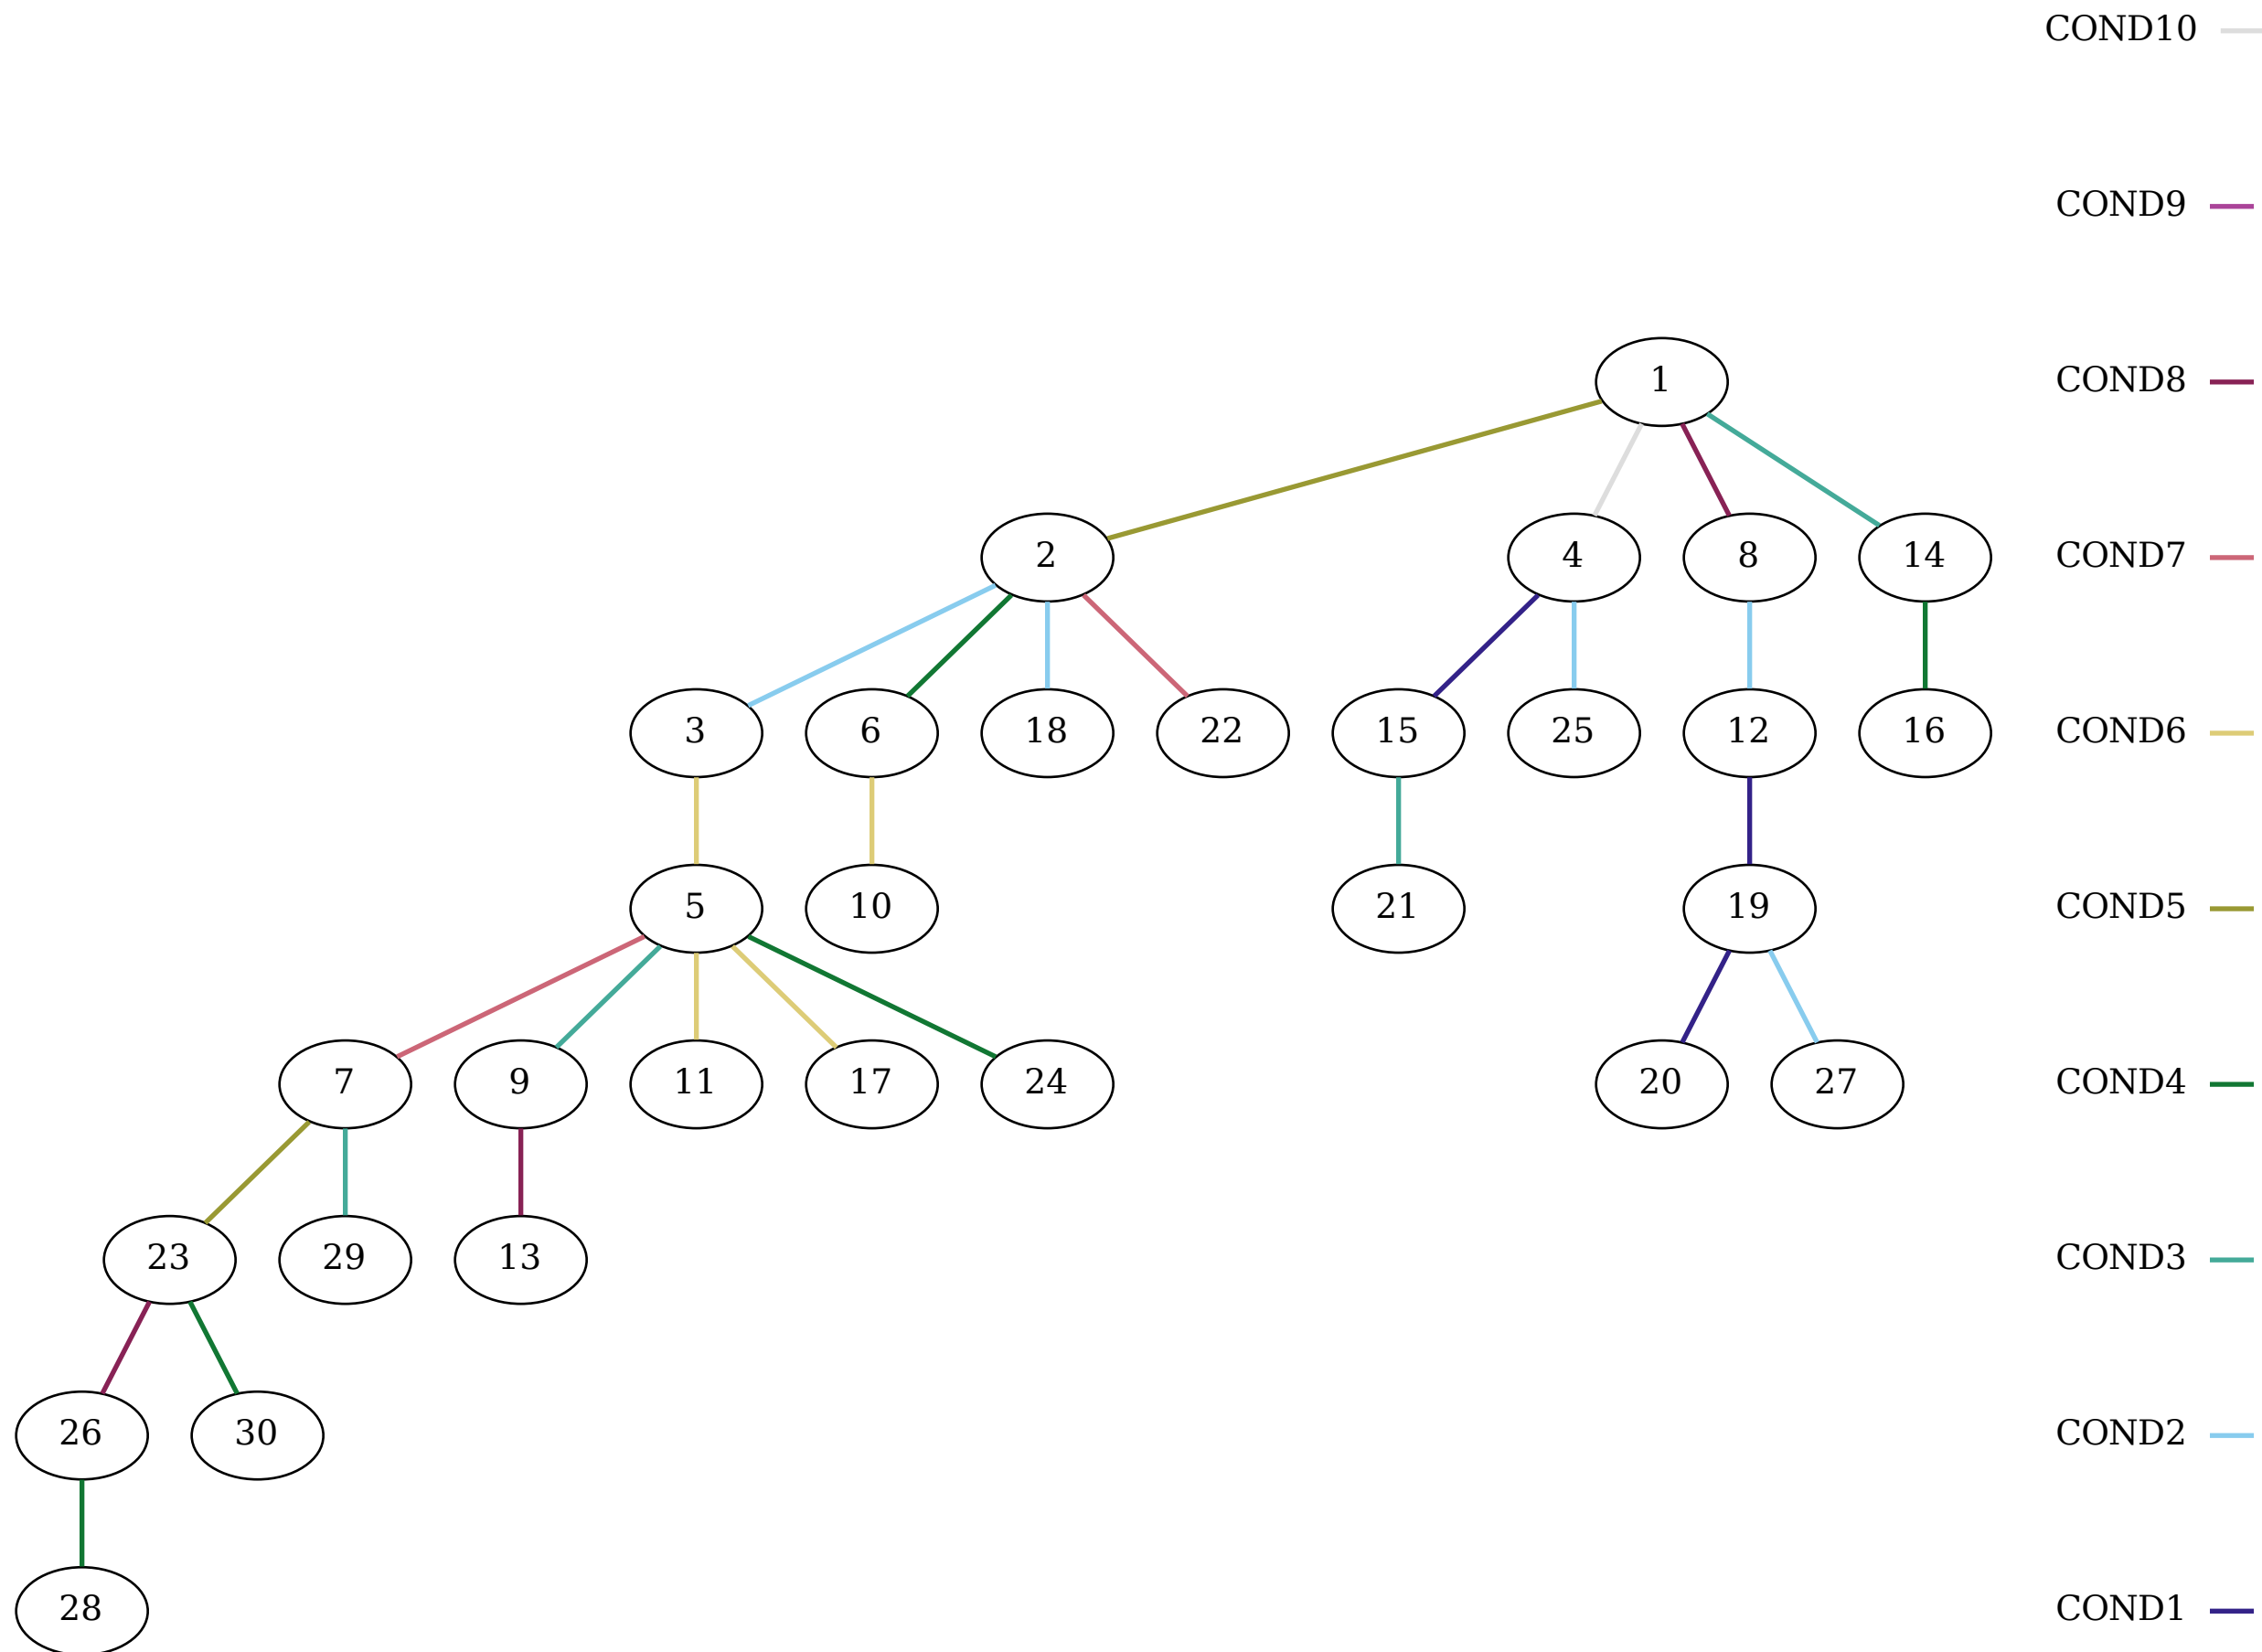 COND10
COND9
1 COND8
2 4 8 14 COND7
3 6 18 22 15 25 12 16 COND6
5 10 21 19 COND5
7 9 11 17 24 20 27 COND4
23 29 13 COND3
26 30 COND2
28 COND1